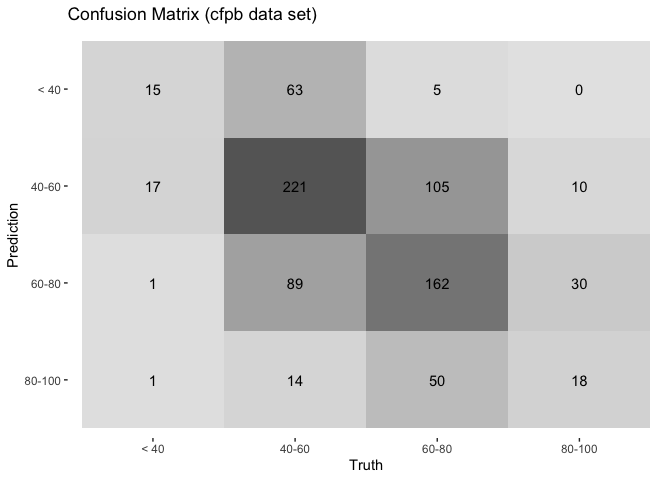 Confusion Matrix (cfpb data set)
Prediction
< 40 15 63 5 0
40-60 17 221 105 10
60-80 1 89 162 30
80-100 1 14 50 18
< 40 40-60 60-80 80-100
Truth